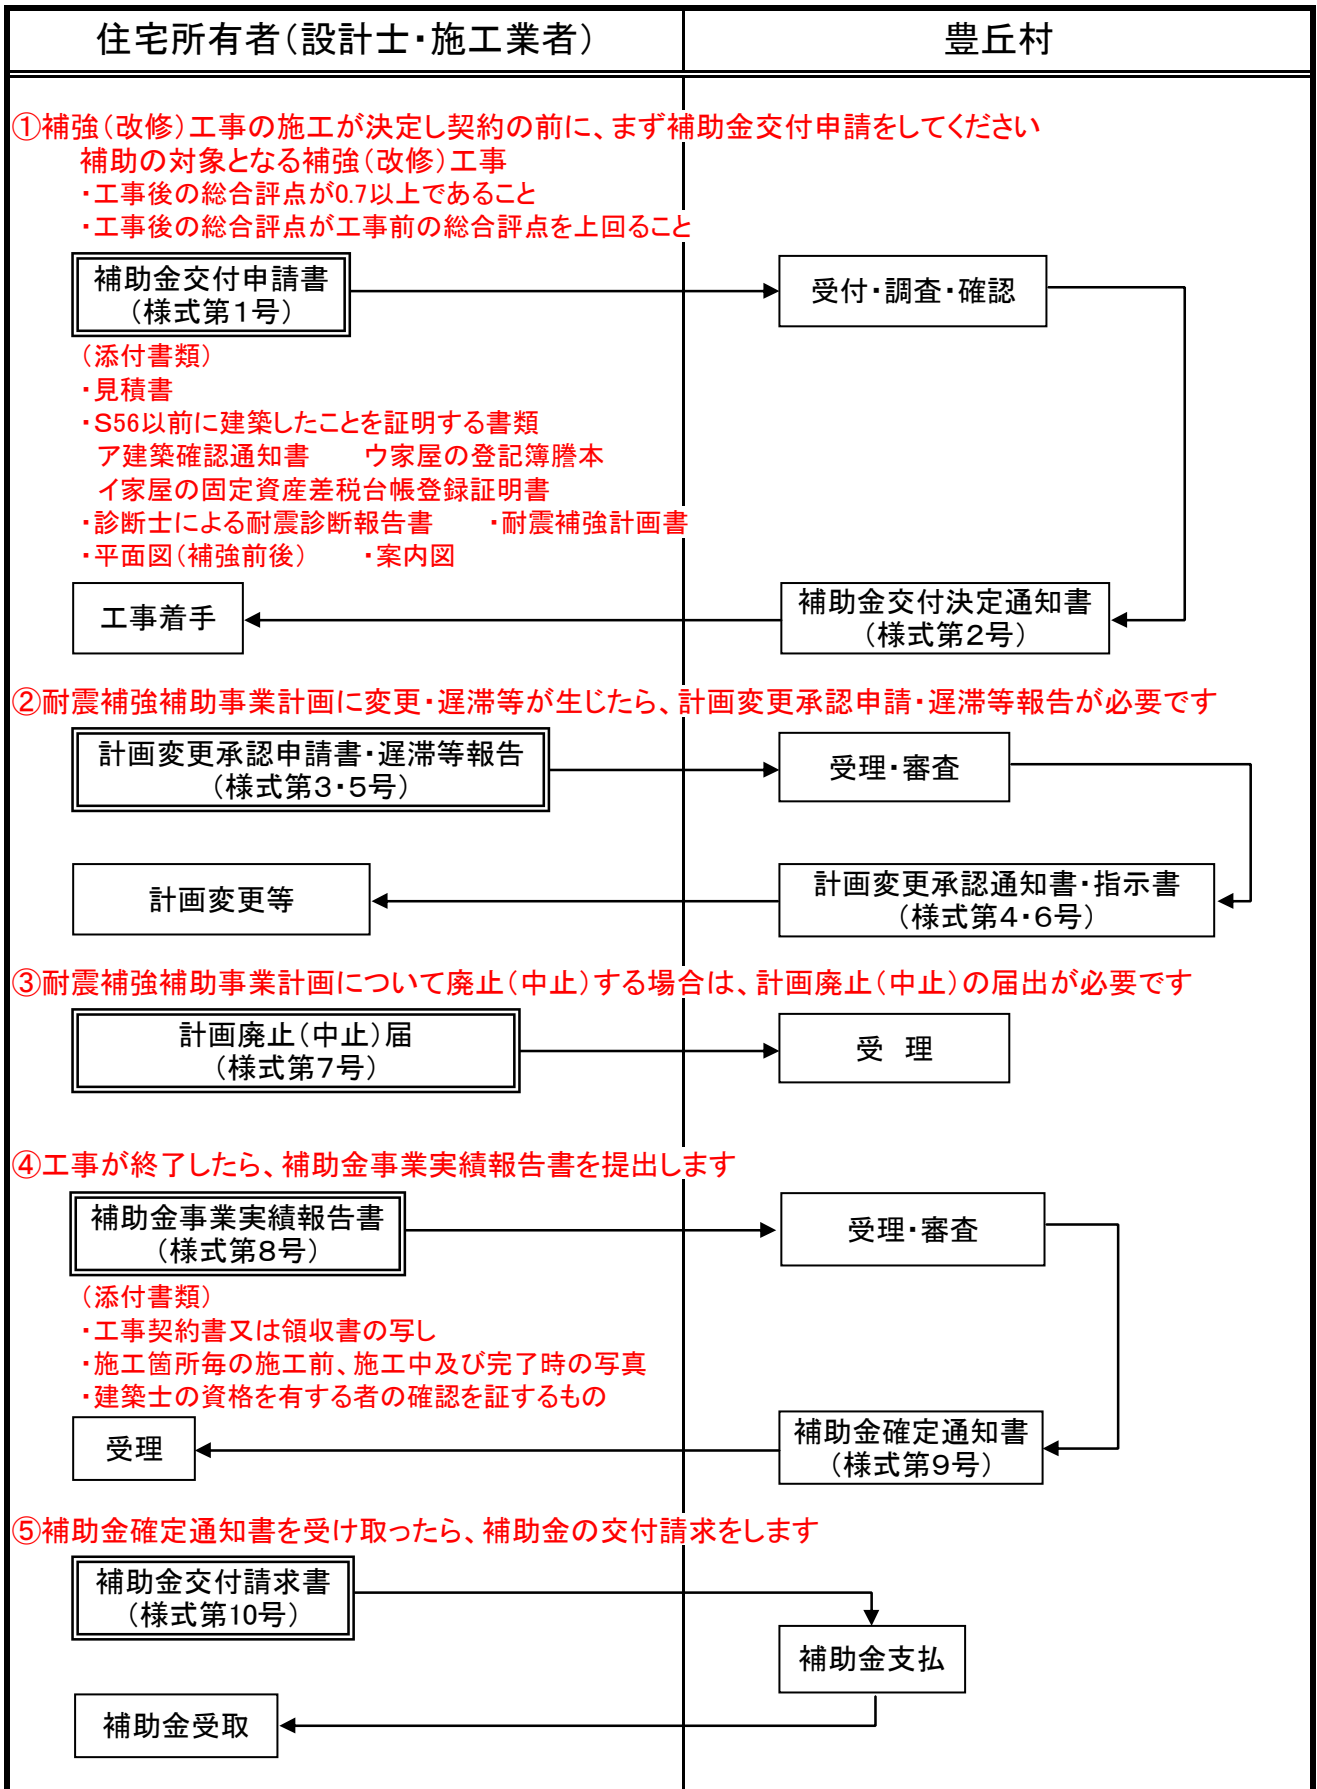 住宅所有者（設計士・施工業者）
豊丘村
①補強（改修）工事の施工が決定し契約の前に、まず補助金交付申請をしてください
補助の対象となる補強（改修）工事
・工事後の総合評点が0.7以上であること
・工事後の総合評点が工事前の総合評点を上回ること
補助金交付申請書
（様式第１号）
受付・調査・確認
（添付書類）
・見積書
・S56以前に建築したことを証明する書類
ア建築確認通知書　　ウ家屋の登記簿謄本
イ家屋の固定資産差税台帳登録証明書
・診断士による耐震診断報告書　　・耐震補強計画書
・平面図（補強前後）　　・案内図
工事着手
補助金交付決定通知書
（様式第２号）
②耐震補強補助事業計画に変更・遅滞等が生じたら、計画変更承認申請・遅滞等報告が必要です
計画変更承認申請書・遅滞等報告
（様式第３・５号）
受理・審査
計画変更等
計画変更承認通知書・指示書
（様式第４・６号）
③耐震補強補助事業計画について廃止（中止）する場合は、計画廃止（中止）の届出が必要です
計画廃止（中止）届
（様式第７号）
受　理
④工事が終了したら、補助金事業実績報告書を提出します
補助金事業実績報告書
（様式第８号）
受理・審査
（添付書類）
・工事契約書又は領収書の写し
・施工箇所毎の施工前、施工中及び完了時の写真
・建築士の資格を有する者の確認を証するもの
受理
補助金確定通知書
（様式第９号）
⑤補助金確定通知書を受け取ったら、補助金の交付請求をします
補助金交付請求書
（様式第10号）
補助金支払
補助金受取